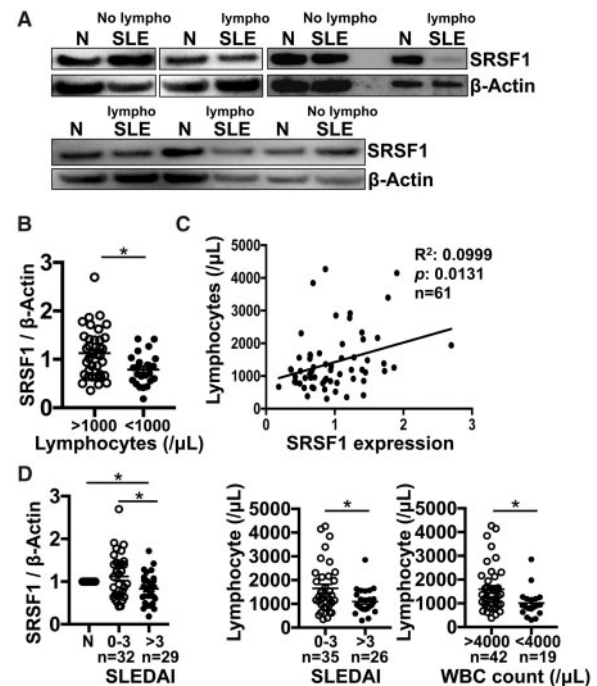 A
No lympho lympho No lympho lympho
N SLE N SLE N SLE N SLE
SRSF1
β-Actin
lympho lympho No lympho
N SLE N SLE N SLE
SRSF1
β-Actin
B
*
3
2
1
0
SRSF1 / β-Actin
>1000 <1000
Lymphocytes (/µL)
C
5000
4000
3000
2000
1000
0
Lymphocytes (/µL)
R²: 0.0999
p: 0.0131
n=61
0 1 2 3
SRSF1 expression
D
*
*
3
2
1
0
SRSF1 / β-Actin
N 0-3 >3
n=32 n=29
SLEDAI
*
5000
4000
3000
2000
1000
0
Lymphocyte (/µL)
0-3 >3
n=35 n=26
SLEDAI
*
5000
4000
3000
2000
1000
0
Lymphocyte (/µL)
>4000 <4000
n=42 n=19
WBC count (/µL)